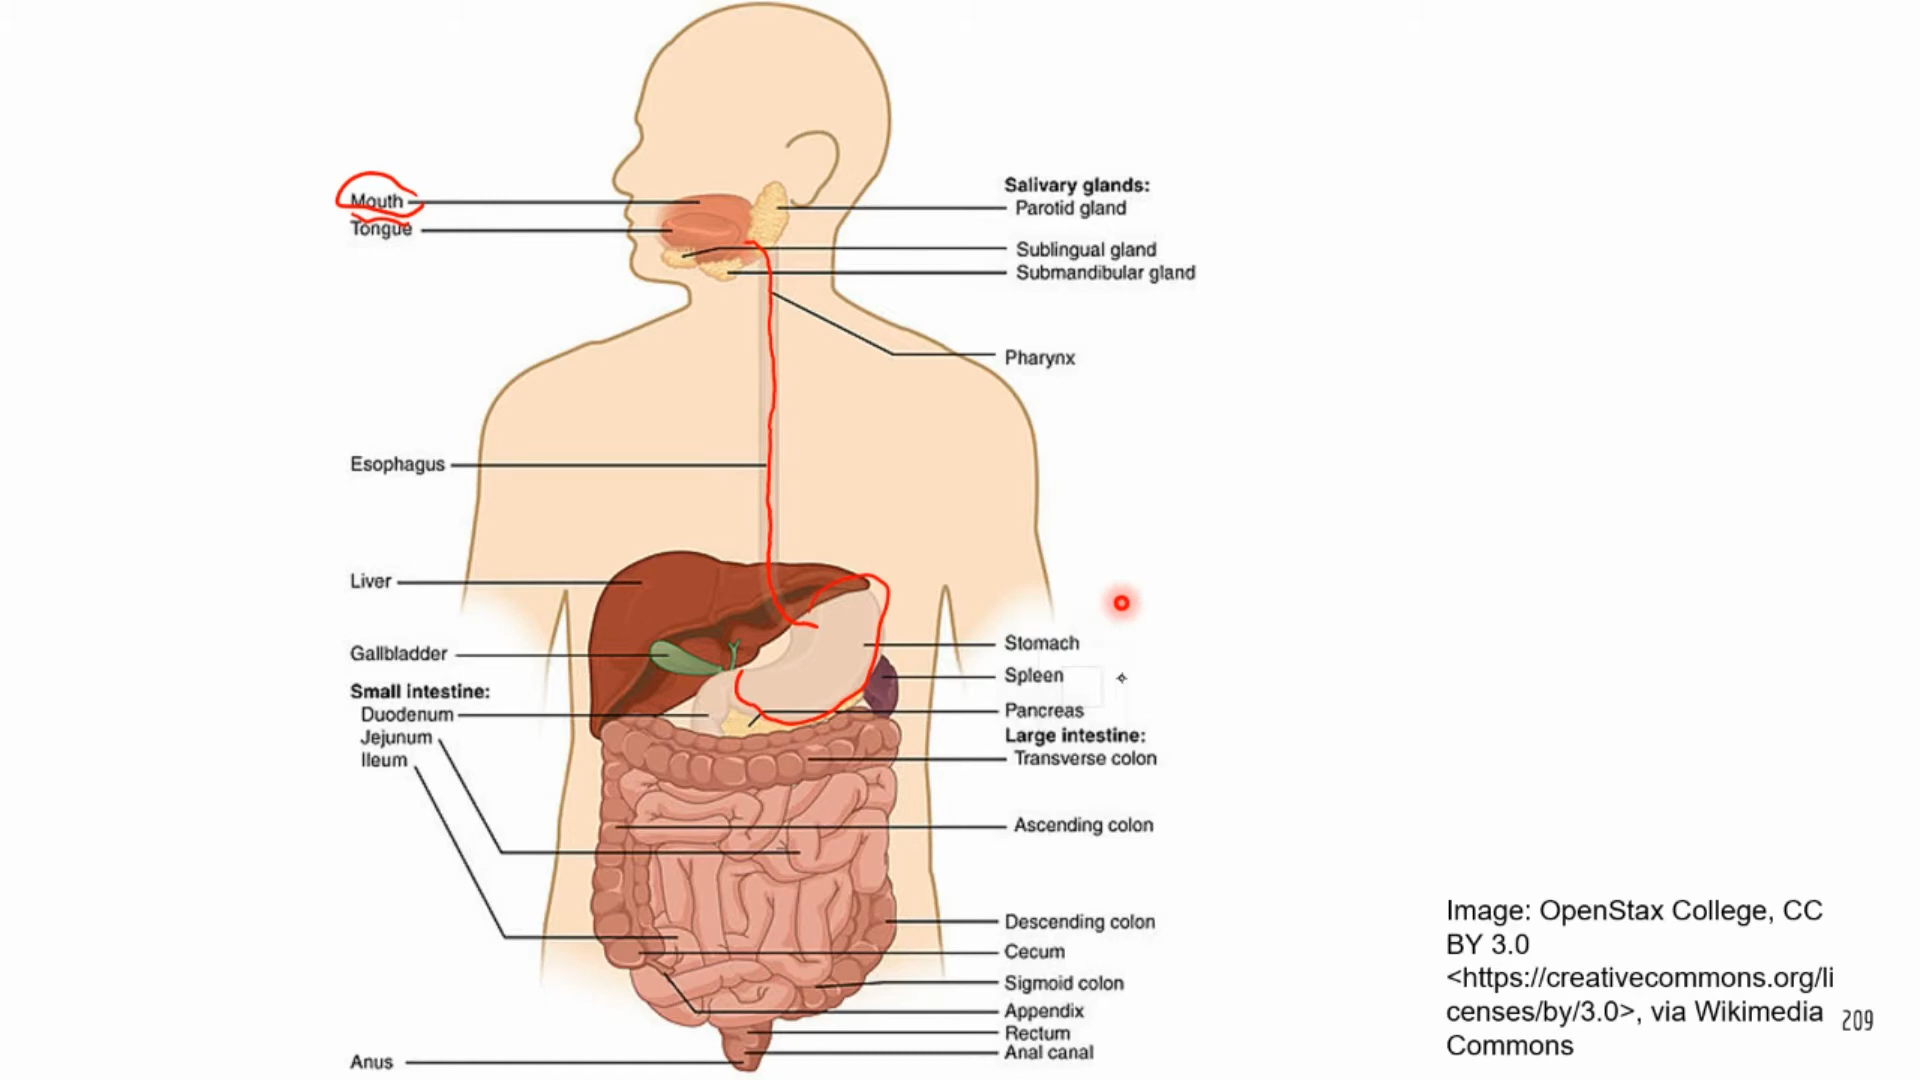 Mouth
Tongue
Esophagus
Liver
Gallbladder
Small intestine:
Duodenum
Jejunum
Ileum
Anus
Salivary glands:
Parotid gland
Sublingual gland
Submandibular gland
Pharynx
Stomach
Spleen
Pancreas
Large intestine:
Transverse colon
Ascending colon
Descending colon
Cecum
Sigmoid colon
Appendix
Rectum
Anal canal
Image: OpenStax College, CC
BY 3.0
<https://creativecommons.org/li
censes/by/3.0>, via Wikimedia
Commons
209